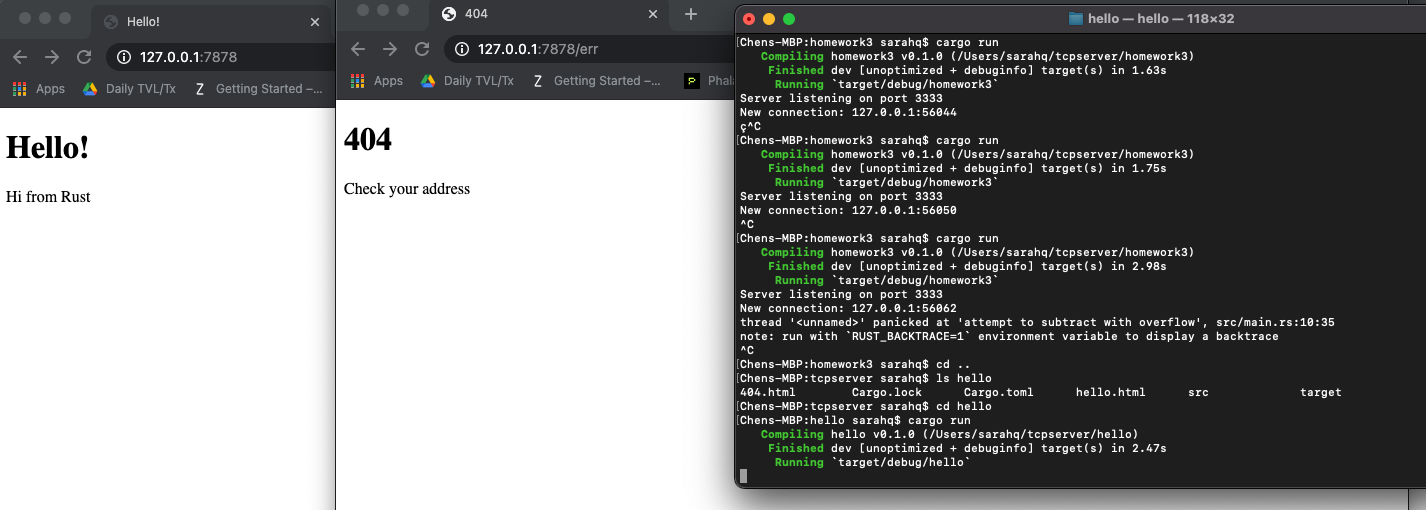 Hello!
127.0.0.1:7878
Apps
Daily TVL/Tx
Getting Started –...
Hello!
Hi from Rust
404
127.0.0.1:7878/err
Apps
Daily TVL/Tx
Getting Started –...
Phala
404
Check your address
hello — hello — 118×32
[Chens-MBP:homework3 sarahq$ cargo run
Compiling homework3 v0.1.0 (/Users/sarahq/tcpserver/homework3)
Finished dev [unoptimized + debuginfo] target(s) in 1.63s
Running `target/debug/homework3`
Server listening on port 3333
New connection: 127.0.0.1:56044
ç^C
[Chens-MBP:homework3 sarahq$ cargo run
Compiling homework3 v0.1.0 (/Users/sarahq/tcpserver/homework3)
Finished dev [unoptimized + debuginfo] target(s) in 1.75s
Running `target/debug/homework3`
Server listening on port 3333
New connection: 127.0.0.1:56050
^C
[Chens-MBP:homework3 sarahq$ cargo run
Compiling homework3 v0.1.0 (/Users/sarahq/tcpserver/homework3)
Finished dev [unoptimized + debuginfo] target(s) in 2.98s
Running `target/debug/homework3`
Server listening on port 3333
New connection: 127.0.0.1:56062
thread '<unnamed>' panicked at 'attempt to subtract with overflow', src/main.rs:10:35
note: run with `RUST_BACKTRACE=1` environment variable to display a backtrace
^C
[Chens-MBP:homework3 sarahq$ cd ..
[Chens-MBP:tcpserver sarahq$ ls hello
404.html Cargo.lock Cargo.toml hello.html src target
[Chens-MBP:tcpserver sarahq$ cd hello
[Chens-MBP:hello sarahq$ cargo run
Compiling hello v0.1.0 (/Users/sarahq/tcpserver/hello)
Finished dev [unoptimized + debuginfo] target(s) in 2.47s
Running `target/debug/hello`